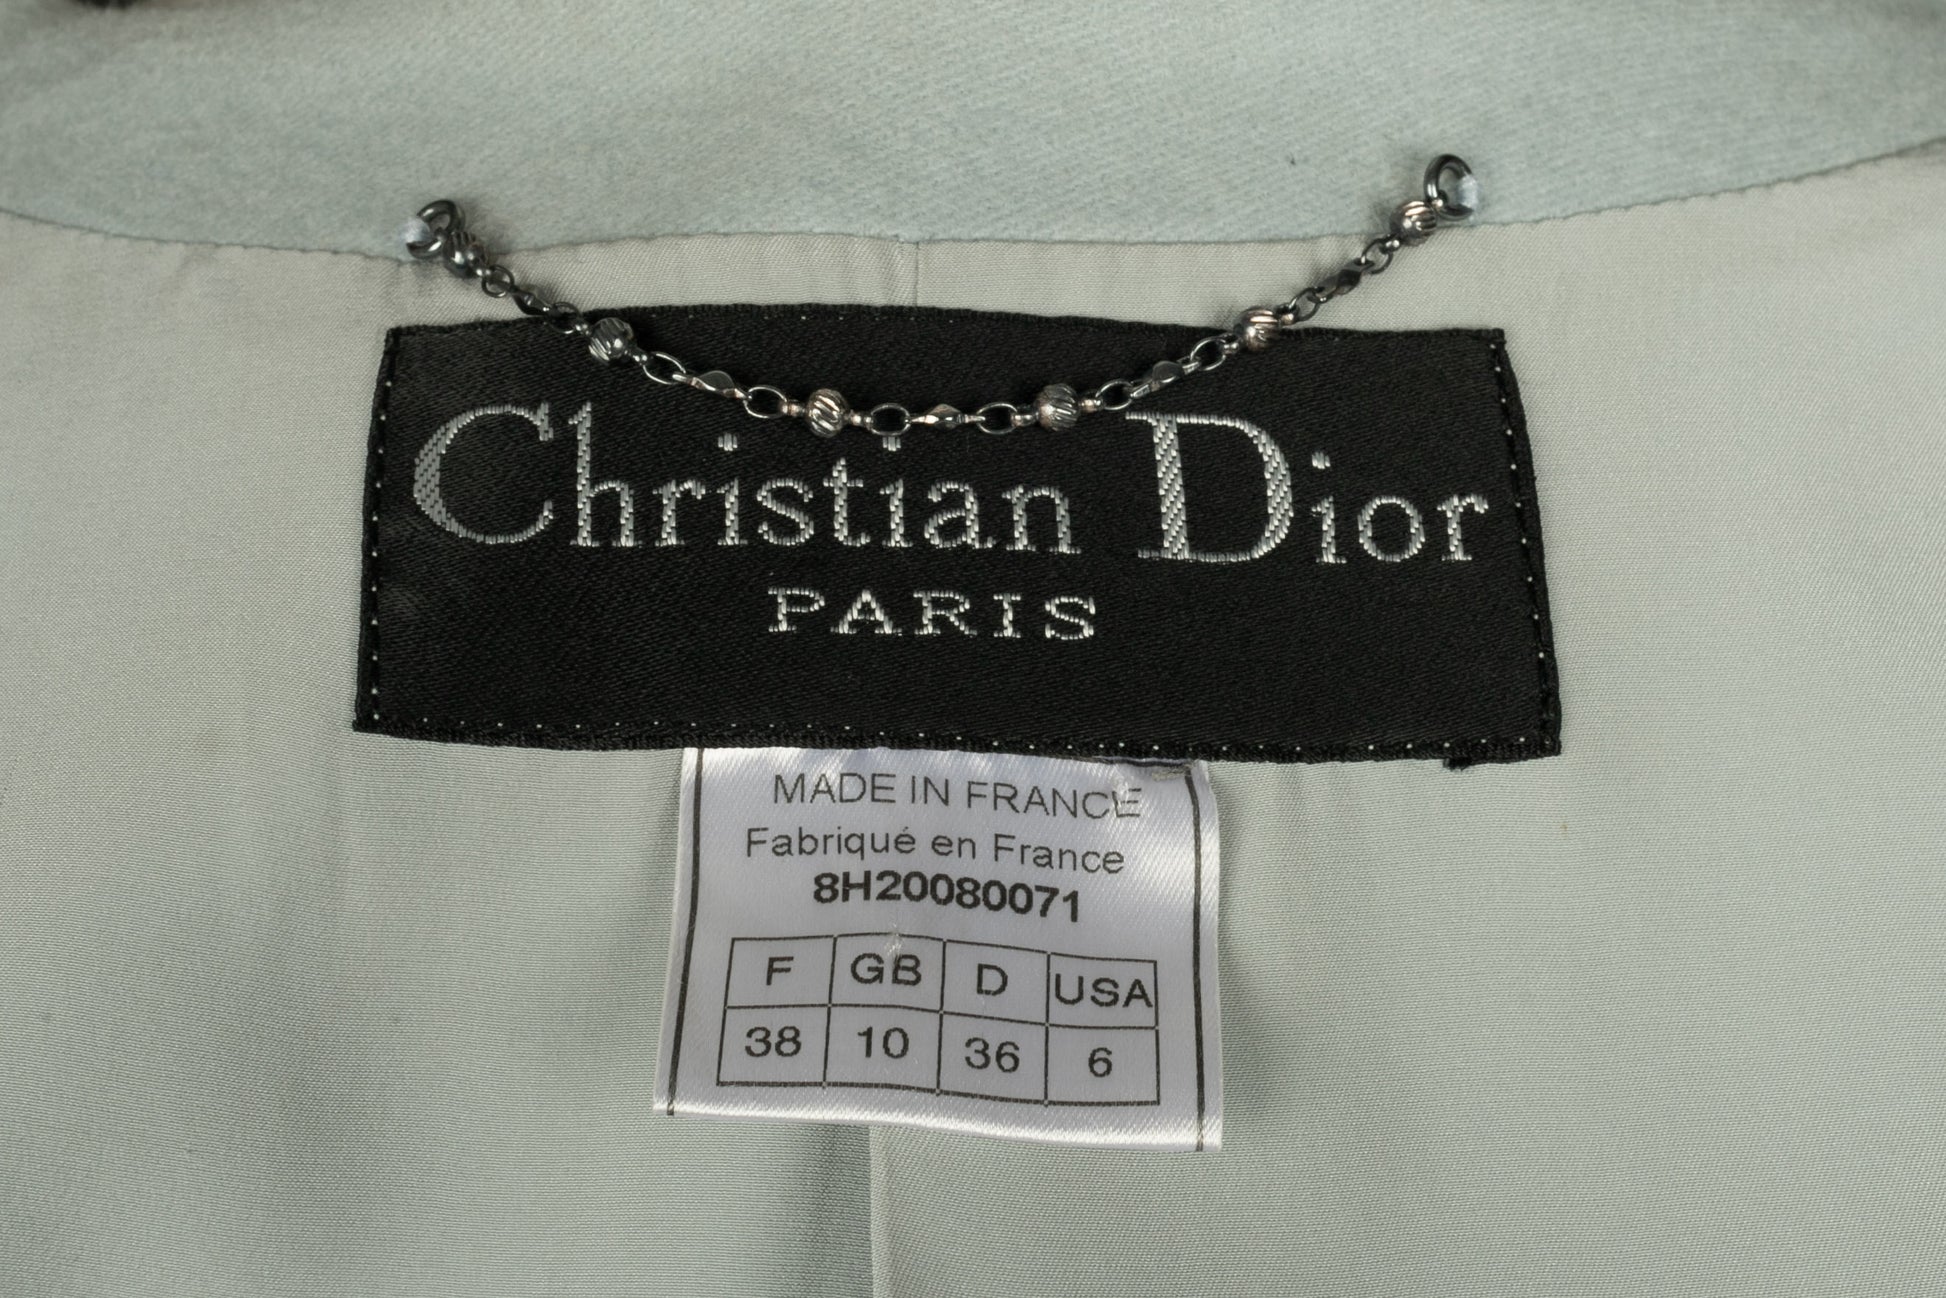 Christian Dior
PARIS
MADE IN FRANCE
Fabriqué en France
8H20080071
F GB D USA
38 10 36 6